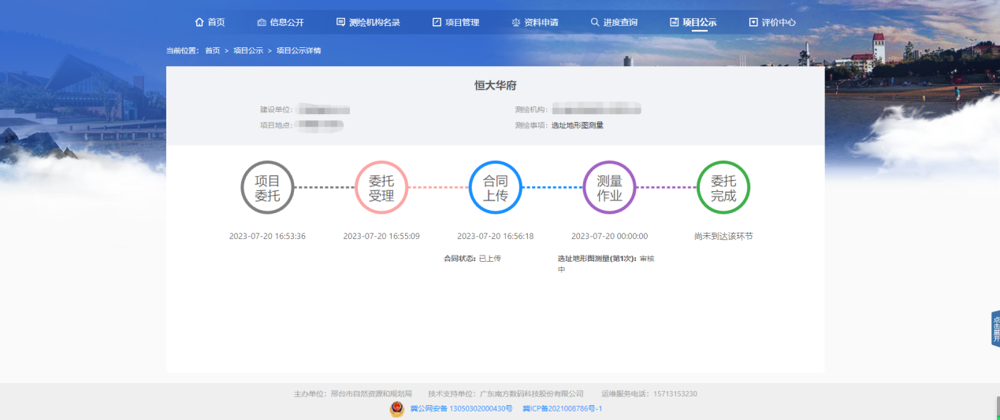 首页 信息公开 测绘机构名录 项目管理 资料申请 进度查询 项目公示 评价中心
当前位置： 首页 > 项目公示 > 项目公示详情
恒大华府
建设单位： 测绘机构：
项目地点： 测绘事项： 选址地形图测量
项目 委托 合同 测量 委托
委托 受理 上传 作业 完成
2023-07-20 16:53:36 2023-07-20 16:55:09 2023-07-20 16:56:18 2023-07-20 00:00:00 尚未到达该环节
合同状态: 已上传 选址地形图测量(第1次): 审核
中
点击展开
主办单位：邢台市自然资源和规划局 技术支持单位：广东南方数码科技股份有限公司 运维服务电话：15713153230
冀公网安备 13050302000430号 冀ICP备2021008786号-1